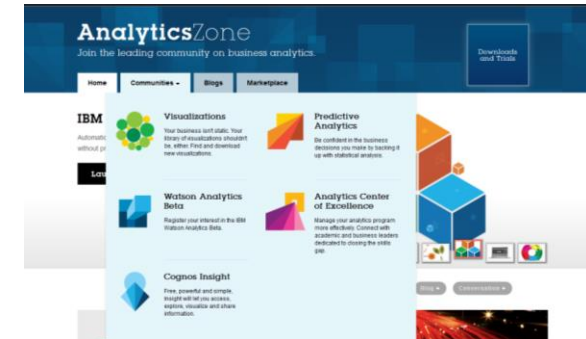 AnalyticsZone
Join the leading community on business analytics.
Downloads
and Trials
Home
Communities
Blogs
Marketplace
IBM
Automatic
without pr
Lau
Visualizations
Your business isn't static. Your
library of visualizations shouldn't
be, either. Find and download
new visualizations.
Predictive
Analytics
Be confident in the business
decisions you make by backing it
up with statistical analysis.
Watson Analytics
Beta
Register your interest in the IBM
Watson Analytics Beta.
Analytics Center
of Excellence
Manage your analytics program
more effectively. Connect with
academic and business leaders
dedicated to closing the skills
gap.
Cognos Insight
Free, powerful and simple,
Insight will let you access,
explore, visualize and share
information.
Blog
Conversation